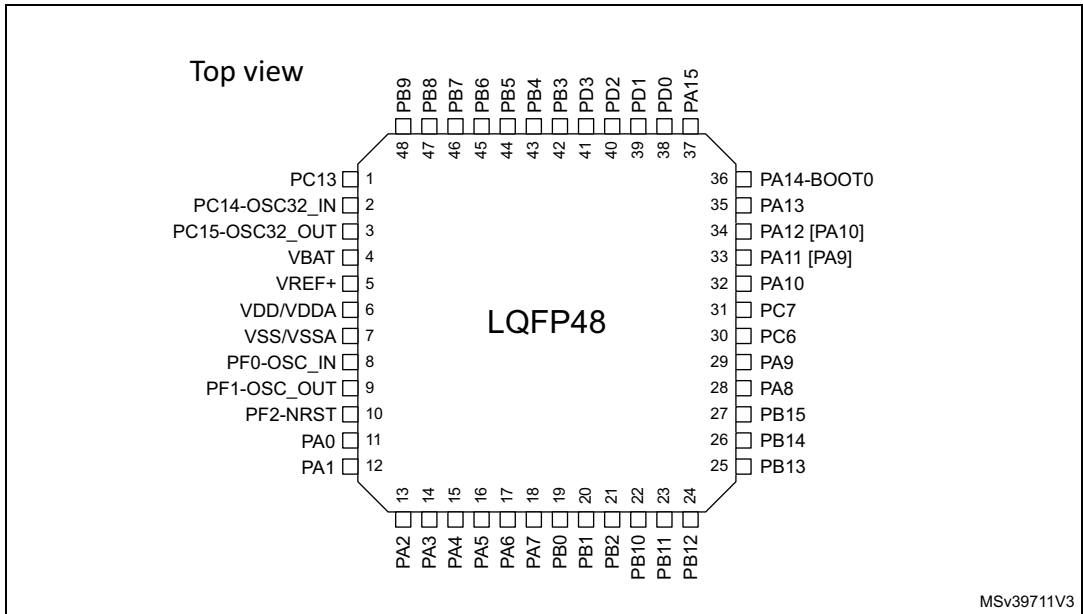 Top view
PB9
PB8
PB7
PB6
PB5
PB4
PB3
PD3
PD2
PD1
PD0
PA15
48
47
46
45
44
43
42
41
40
39
38
37
PC13 1
PC14-OSC32_IN 2
PC15-OSC32_OUT 3
VBAT 4
VREF+ 5
VDD/VDDA 6
VSS/VSSA 7
PF0-OSC_IN 8
PF1-OSC_OUT 9
PF2-NRST 10
PA0 11
PA1 12
LQFP48
36 PA14-BOOT0
35 PA13
34 PA12 [PA10]
33 PA11 [PA9]
32 PA10
31 PC7
30 PC6
29 PA9
28 PA8
27 PB15
26 PB14
25 PB13
13
14
15
16
17
18
19
20
21
22
23
24
PA2
PA3
PA4
PA5
PA6
PA7
PB0
PB1
PB2
PB10
PB11
PB12
MSv39711V3